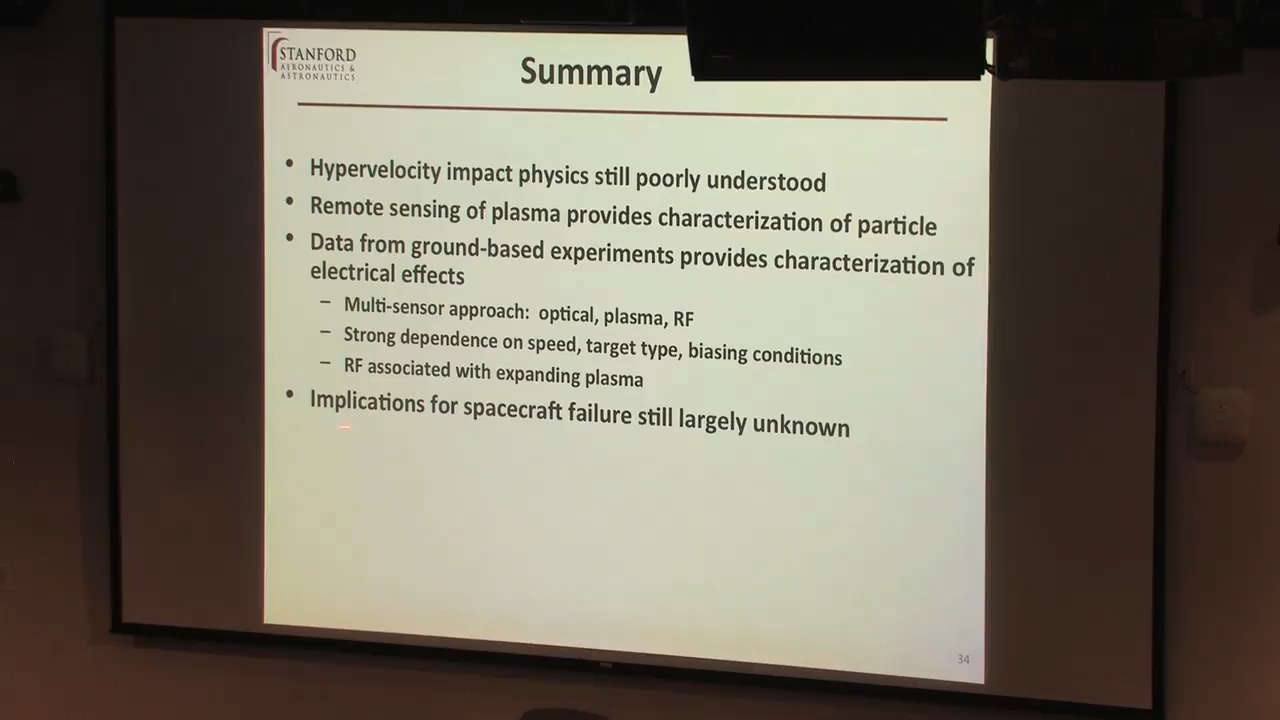 STANFORD
AERONAUTICS &
ASTRONAUTICS
Summary
• Hypervelocity impact physics still poorly understood
• Remote sensing of plasma provides characterization of particle
• Data from ground-based experiments provides characterization of
electrical effects
– Multi-sensor approach: optical, plasma, RF
– Strong dependence on speed, target type, biasing conditions
– RF associated with expanding plasma
• Implications for spacecraft failure still largely unknown
34